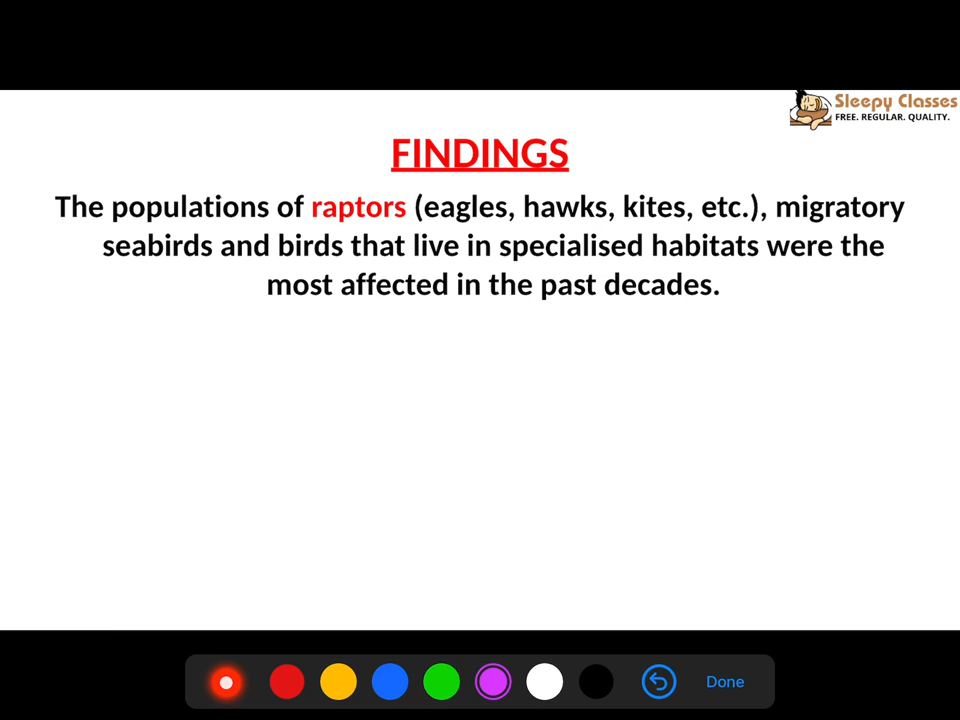 Sleepy Classes
FREE. REGULAR. QUALITY.
FINDINGS
The populations of raptors (eagles, hawks, kites, etc.), migratory
seabirds and birds that live in specialised habitats were the
most affected in the past decades.
Done